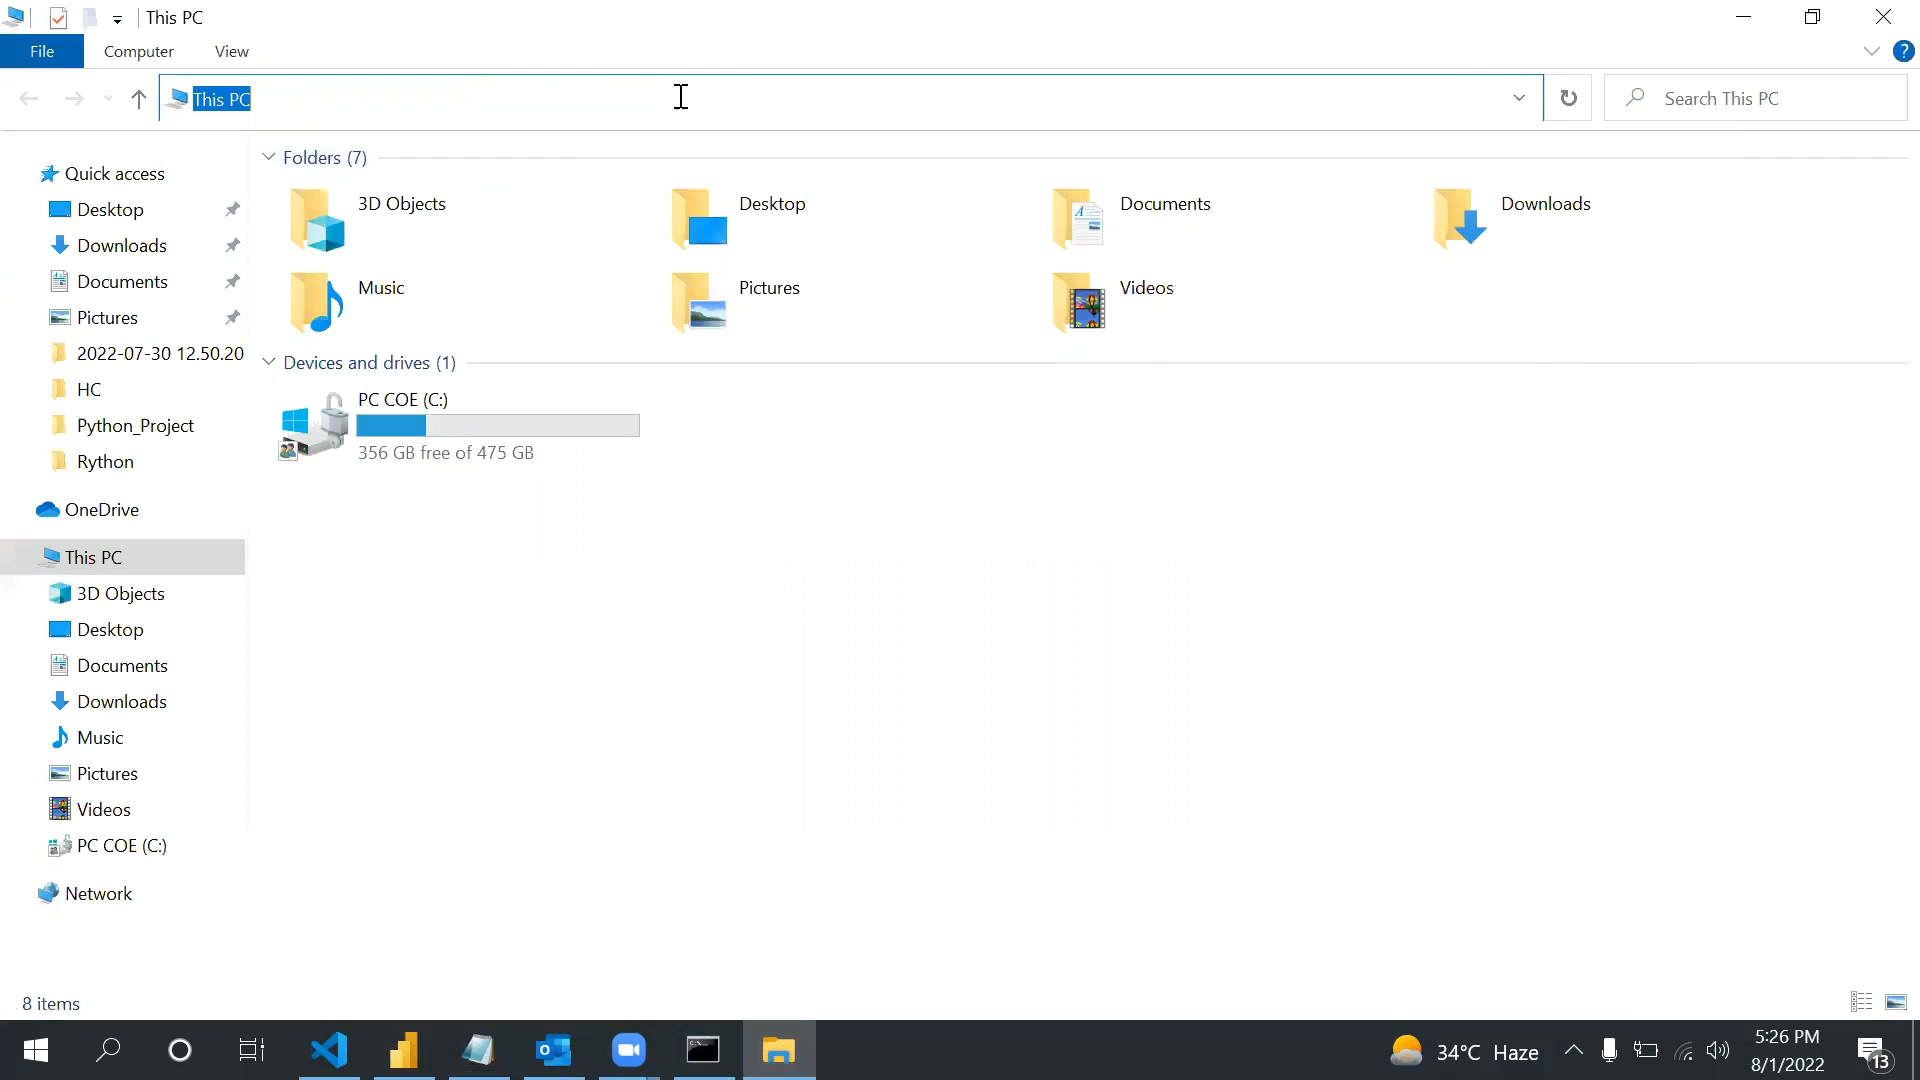 This PC
File Computer View
This PC
Search This PC
Quick access
Desktop
Downloads
Documents
Pictures
2022-07-30 12.50.20
HC
Python_Project
Rython
OneDrive
This PC
3D Objects
Desktop
Documents
Downloads
Music
Pictures
Videos
PC COE (C:)
Network
Folders (7)
3D Objects
Desktop
Documents
Downloads
Music
Pictures
Videos
Devices and drives (1)
PC COE (C:)
356 GB free of 475 GB
8 items
34°C Haze
5:26 PM
8/1/2022
13